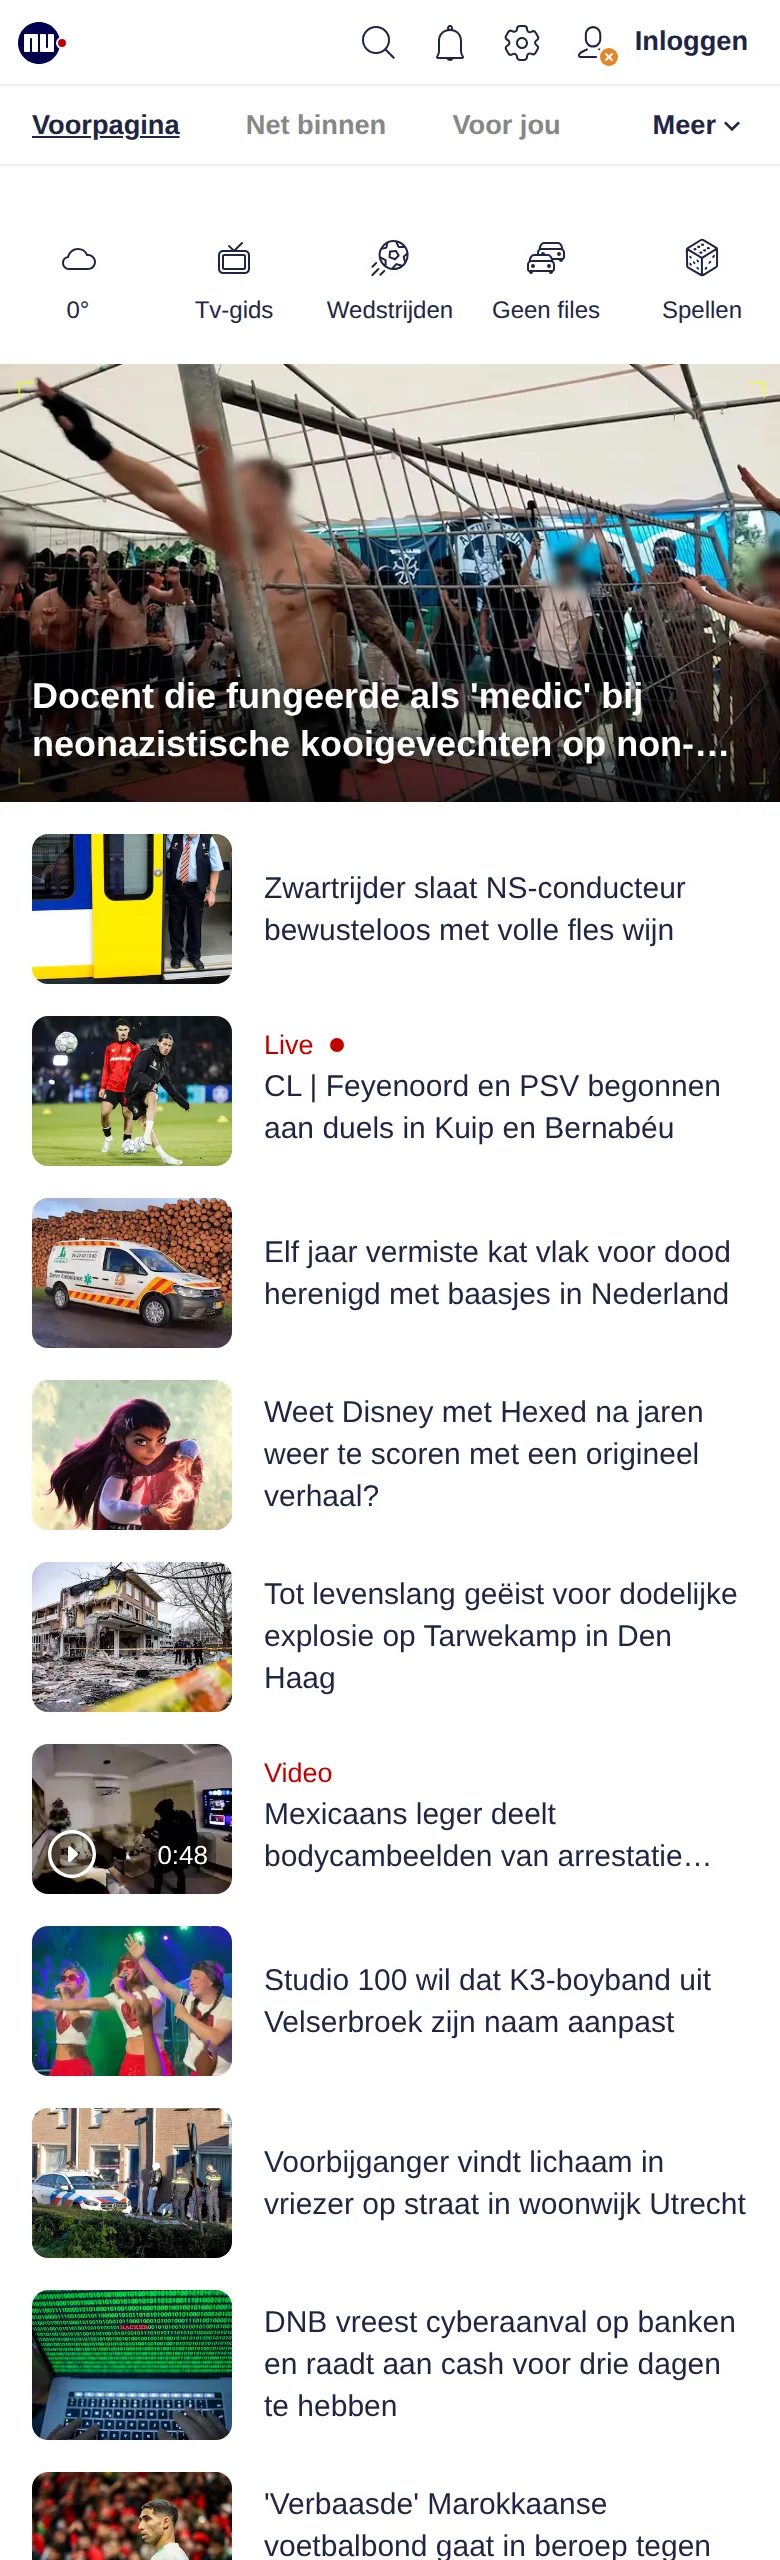 nu
Inloggen
Voorpagina
Net binnen
Voor jou
Meer
0°
Tv-gids
Wedstrijden
Geen files
Spellen
Docent die fungeerde als 'medic' bij
neonazistische kooigevechten op non-...
Zwartrijder slaat NS-conducteur
bewusteloos met volle fles wijn
Live
CL | Feyenoord en PSV begonnen
aan duels in Kuip en Bernabéu
Elf jaar vermiste kat vlak voor dood
herenigd met baasjes in Nederland
Weet Disney met Hexed na jaren
weer te scoren met een origineel
verhaal?
Tot levenslang geëist voor dodelijke
explosie op Tarwekamp in Den
Haag
0:48
Video
Mexicaans leger deelt
bodycambeelden van arrestatie...
Studio 100 wil dat K3-boyband uit
Velserbroek zijn naam aanpast
Voorbijganger vindt lichaam in
vriezer op straat in woonwijk Utrecht
HACKER
DNB vreest cyberaanval op banken
en raadt aan cash voor drie dagen
te hebben
'Verbaasde' Marokkaanse
voetbalbond gaat in beroep tegen